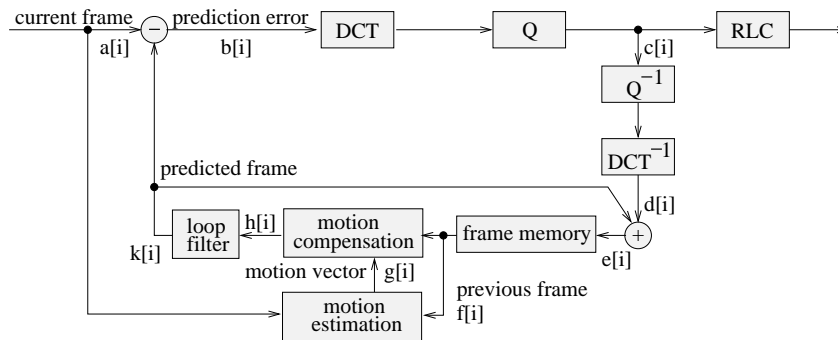 current frame
prediction error
a[i]
−
b[i]
DCT
Q
c[i]
RLC
Q−1
DCT−1
predicted frame
d[i]
k[i]
loop
filter
h[i]
motion
compensation
frame memory
+
e[i]
motion vector
g[i]
previous frame
f[i]
motion
estimation